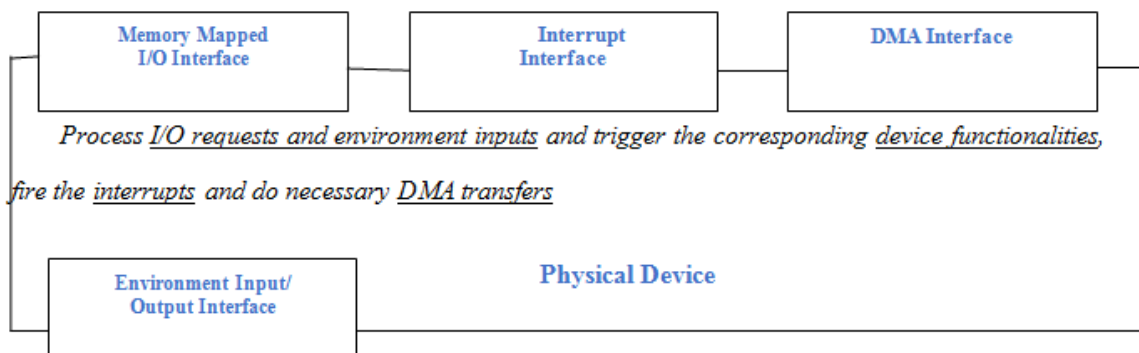 Memory Mapped
I/O Interface
Interrupt
Interface
DMA Interface
Process I/O requests and environment inputs and trigger the corresponding device functionalities,
fire the interrupts and do necessary DMA transfers
Environment Input/
Output Interface
Physical Device